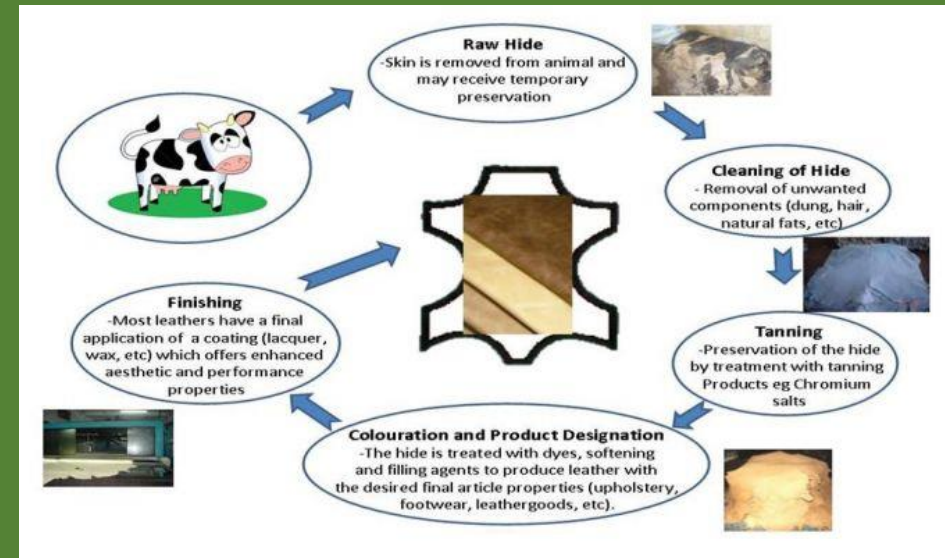 Raw Hide
-Skin is removed from animal and
may receive temporary
preservation
Cleaning of Hide
- Removal of unwanted
components (dung, hair,
natural fats, etc)
Tanning
-Preservation of the hide
by treatment with tanning
Products eg Chromium
salts
Colouration and Product Designation
-The hide is treated with dyes, softening
and filling agents to produce leather with
the desired final article properties (upholstery,
footwear, leathergoods, etc).
Finishing
-Most leathers have a final
application of a coating (lacquer,
wax, etc) which offers enhanced
aesthetic and performance
properties